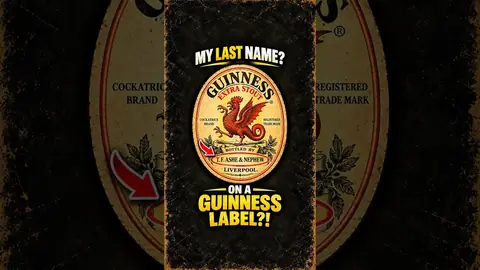 MY LAST NAME?
GUINNESS
EXTRA STOUT
®
COCKATRICE
BRAND
REGISTERED
TRADE MARK
BOTTLED BY
T. F. ASHE & NEPHEW
LIVERPOOL
ON A
GUINNESS
LABEL?!
COCKATRIC
BRAND
REGISTERED
TRADE MARK
®